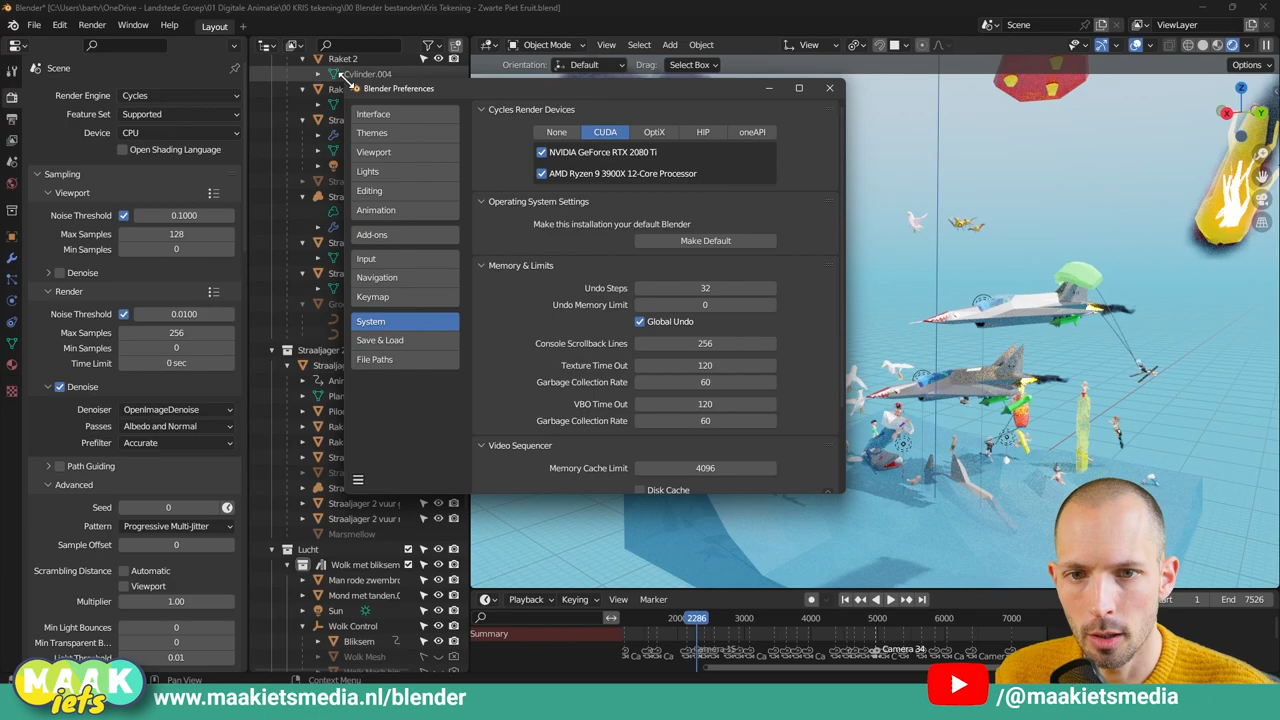 Blender* [C:\Users\bartv\OneDrive - Landstede Groep\01 Digitale Animatie\00 KRIS tekening\00 Blender bestanden\Kris Tekening - Zwarte Piet Eruit.blend]
File Edit Render Window Help Layout Scene ViewLayer
Object Mode View Select Add Object View
Orientation: Default Drag: Select Box Options
Scene
Render Engine Cycles
Feature Set Supported
Device CPU
Open Shading Language
Sampling
Viewport
Noise Threshold 0.1000
Max Samples 128
Min Samples 0
Denoise
Render
Noise Threshold 0.0100
Max Samples 256
Min Samples 0
Time Limit 0 sec
Denoise
Denoiser OpenImageDenoise
Passes Albedo and Normal
Prefilter Accurate
Path Guiding
Advanced
Seed 0
Pattern Progressive Multi-Jitter
Sample Offset 0
Scrambling Distance Automatic
Viewport
Multiplier 1.00
Min Light Bounces 0
Min Transparent B... 0
Light Threshold 0.01
Raket 2
Cylinder.004
Straaljager 2 vuur r
Straaljager 2 vuur l
Marsmellow
Lucht
Wolk met bliksem
Man rode zwembro
Mond met tanden.0
Sun
Wolk Control
Bliksem
Wolk Mesh
Blender Preferences
Interface
Themes
Viewport
Lights
Editing
Animation
Add-ons
Input
Navigation
Keymap
System
Save & Load
File Paths
Cycles Render Devices
None CUDA OptiX HIP oneAPI
NVIDIA GeForce RTX 2080 Ti
AMD Ryzen 9 3900X 12-Core Processor
Operating System Settings
Make this installation your default Blender
Make Default
Memory & Limits
Undo Steps 32
Undo Memory Limit 0
Global Undo
Console Scrollback Lines 256
Texture Time Out 120
Garbage Collection Rate 60
VBO Time Out 120
Garbage Collection Rate 60
Video Sequencer
Memory Cache Limit 4096
Disk Cache
X Y Z
Playback Keying View Marker 1 End 7526
2286 3000 4000 5000 6000 7000
Summary
Camera 34
Pan View Context Menu
MAAK
iets
www.maakietsmedia.nl/blender
/@maakietsmedia